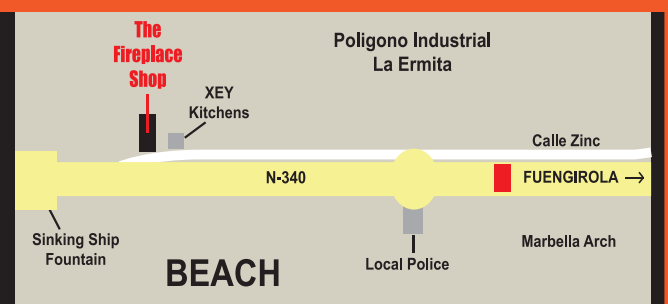 The
Fireplace
Shop
Poligono Industrial
La Ermita
XEY
Kitchens
Calle Zinc
N-340
FUENGIROLA
Sinking Ship
Fountain
BEACH
Local Police
Marbella Arch